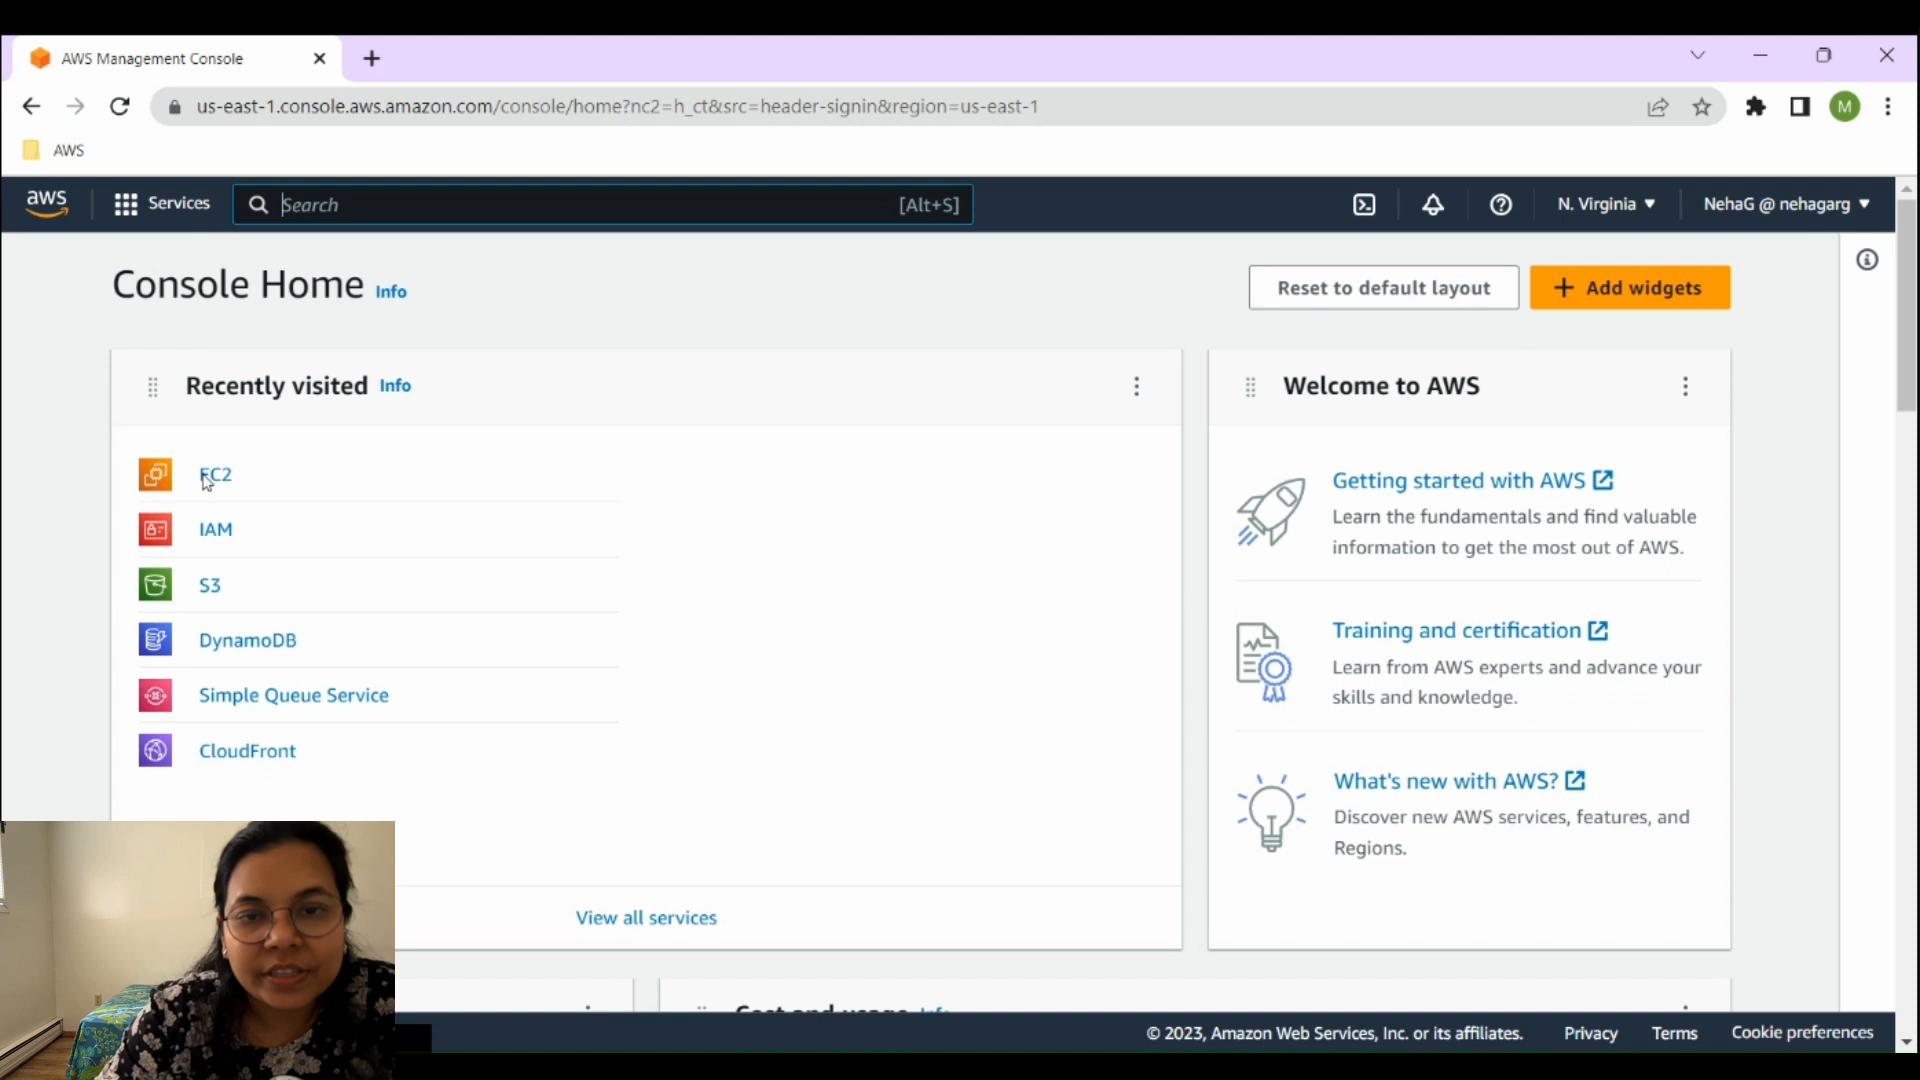 AWS Management Console
us-east-1.console.aws.amazon.com/console/home?nc2=h_ct&src=header-signin&region=us-east-1
M
AWS
aws
Services
Search
[Alt+S]
N. Virginia
NehaG @ nehagarg
Console Home Info
Reset to default layout
+ Add widgets
Recently visited Info
EC2
IAM
S3
DynamoDB
Simple Queue Service
CloudFront
View all services
Welcome to AWS
Getting started with AWS
Learn the fundamentals and find valuable
information to get the most out of AWS.
Training and certification
Learn from AWS experts and advance your
skills and knowledge.
What's new with AWS?
Discover new AWS services, features, and
Regions.
Cost and usage Info
© 2023, Amazon Web Services, Inc. or its affiliates.
Privacy
Terms
Cookie preferences